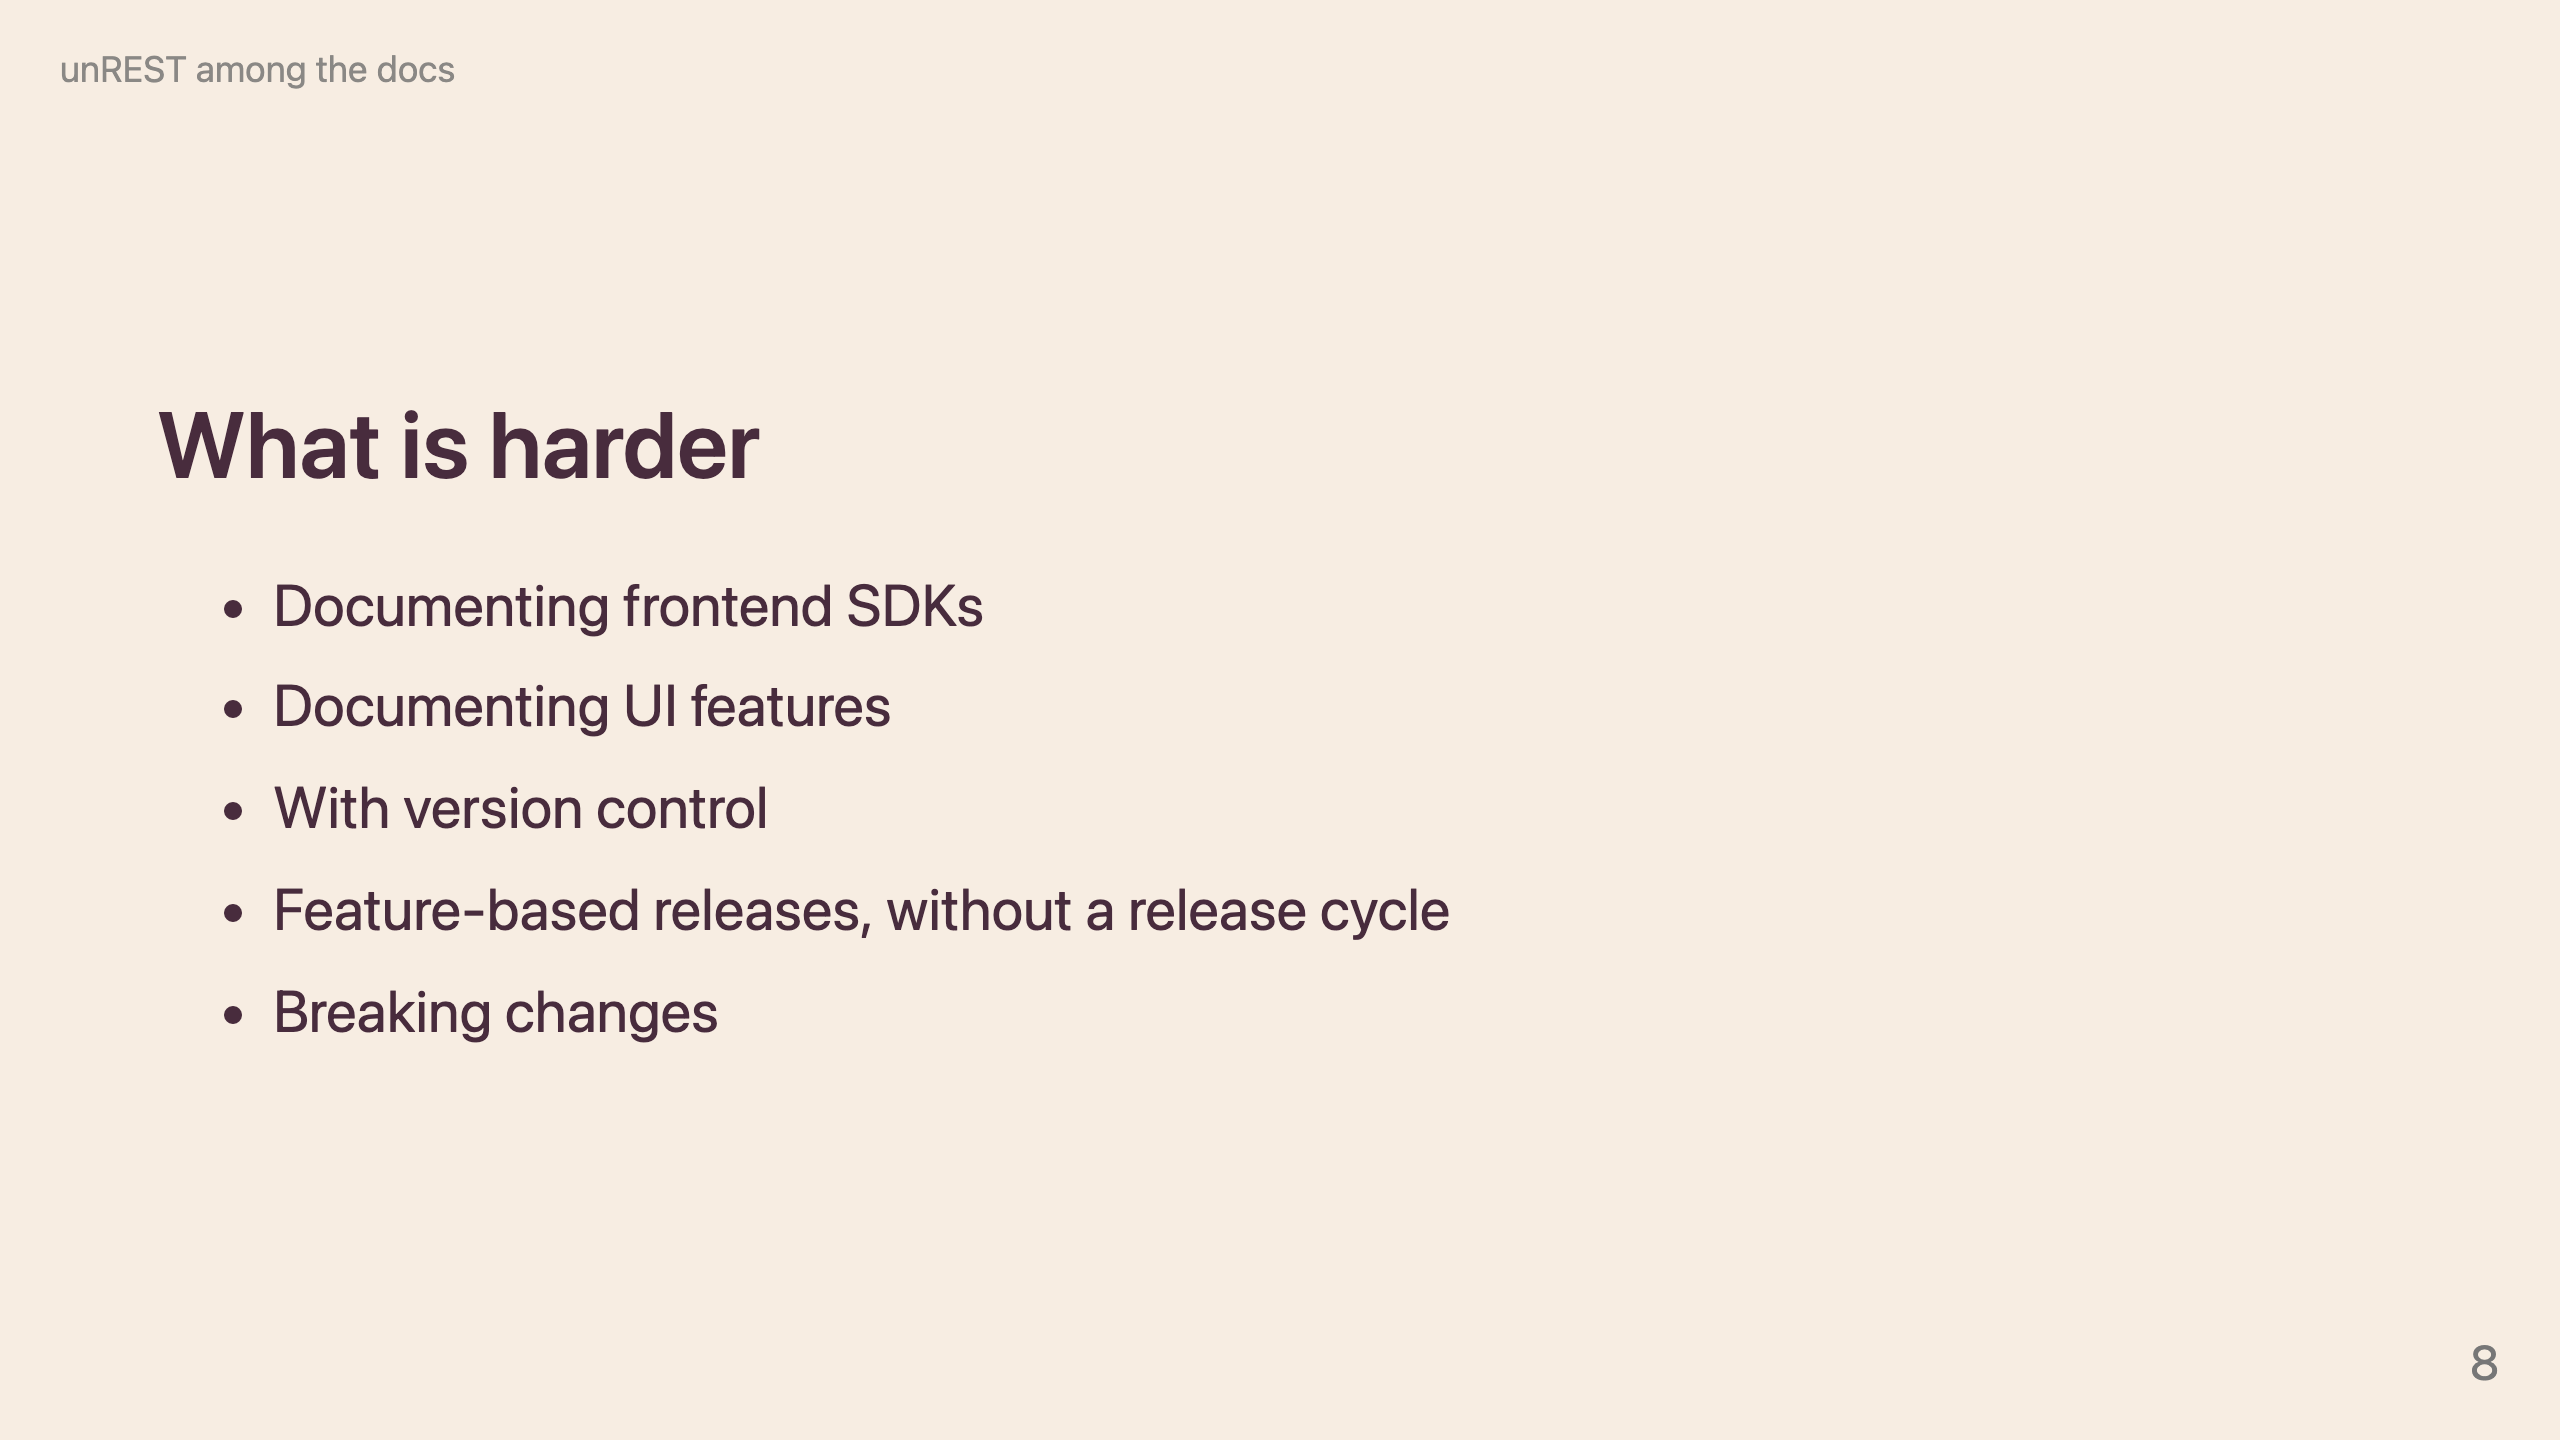 unREST among the docs
What is harder
• Documenting frontend SDKs
• Documenting UI features
• With version control
• Feature-based releases, without a release cycle
• Breaking changes
8